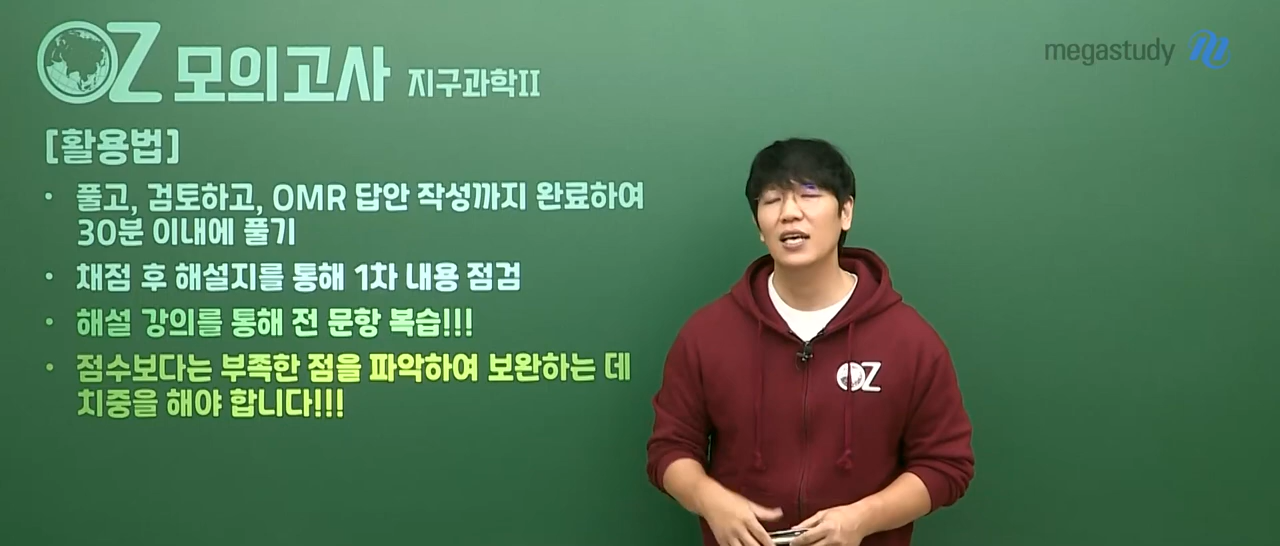 OZ 모의고사 지구과학II
megastudy
[활용법]
• 풀고, 검토하고, OMR 답안 작성까지 완료하여
30분 이내에 풀기
• 채점 후 해설지를 통해 1차 내용 점검
• 해설 강의를 통해 전 문항 복습!!!
• 점수보다는 부족한 점을 파악하여 보완하는 데
치중을 해야 합니다!!!
OZ